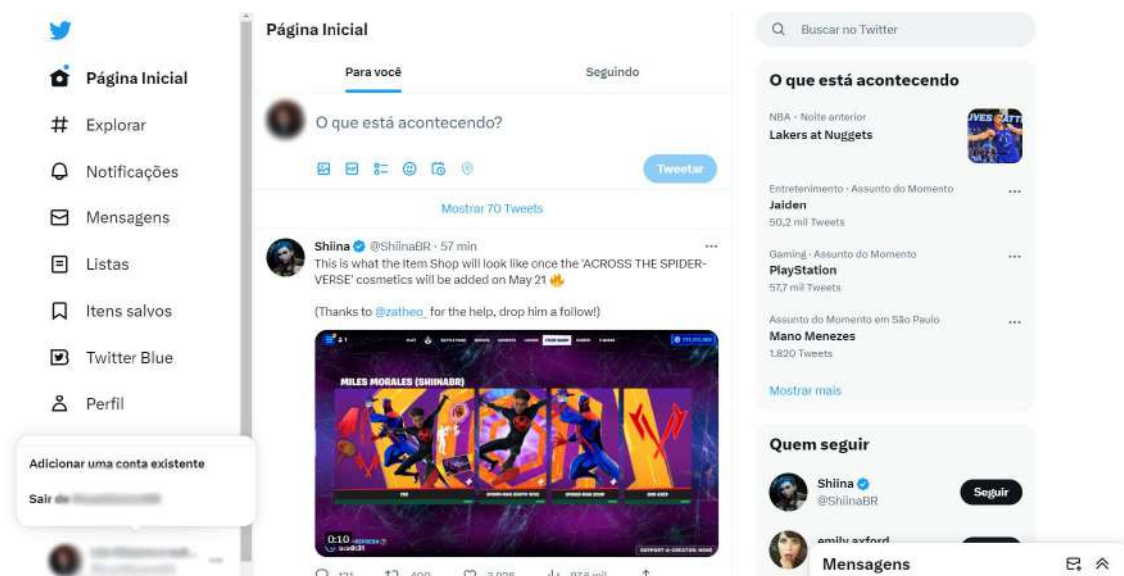 Página Inicial
Explorar
Notificações
Mensagens
Listas
Itens salvos
Twitter Blue
Perfil
Adicionar uma conta existente
Sair de
Página Inicial
Para você
Seguindo
O que está acontecendo?
Tweetar
Mostrar 70 Tweets
Shiina @ShiinaBR · 57 min
This is what the Item Shop will look like once the 'ACROSS THE SPIDER-
VERSE' cosmetics will be added on May 21 🔥
(Thanks to @zatheo_ for the help, drop him a follow!)
MILES MORALES (SHIINABR)
0:10
Buscar no Twitter
O que está acontecendo
NBA · Noite anterior
Lakers at Nuggets
Entretenimento · Assunto do Momento
Jaiden
50,2 mil Tweets
Gaming · Assunto do Momento
PlayStation
57,7 mil Tweets
Assunto do Momento em São Paulo
Mano Menezes
1.820 Tweets
Mostrar mais
Quem seguir
Shiina
@ShiinaBR
Seguir
emily axford
Mensagens